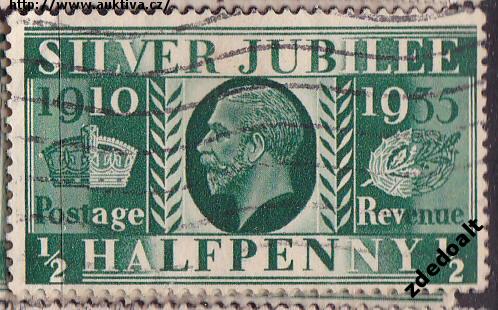 http://www.auktiva.cz/
SILVER JUBILEE
1910 1935
Postage Revenue
½ HALFPENNY ½
zdedoalt